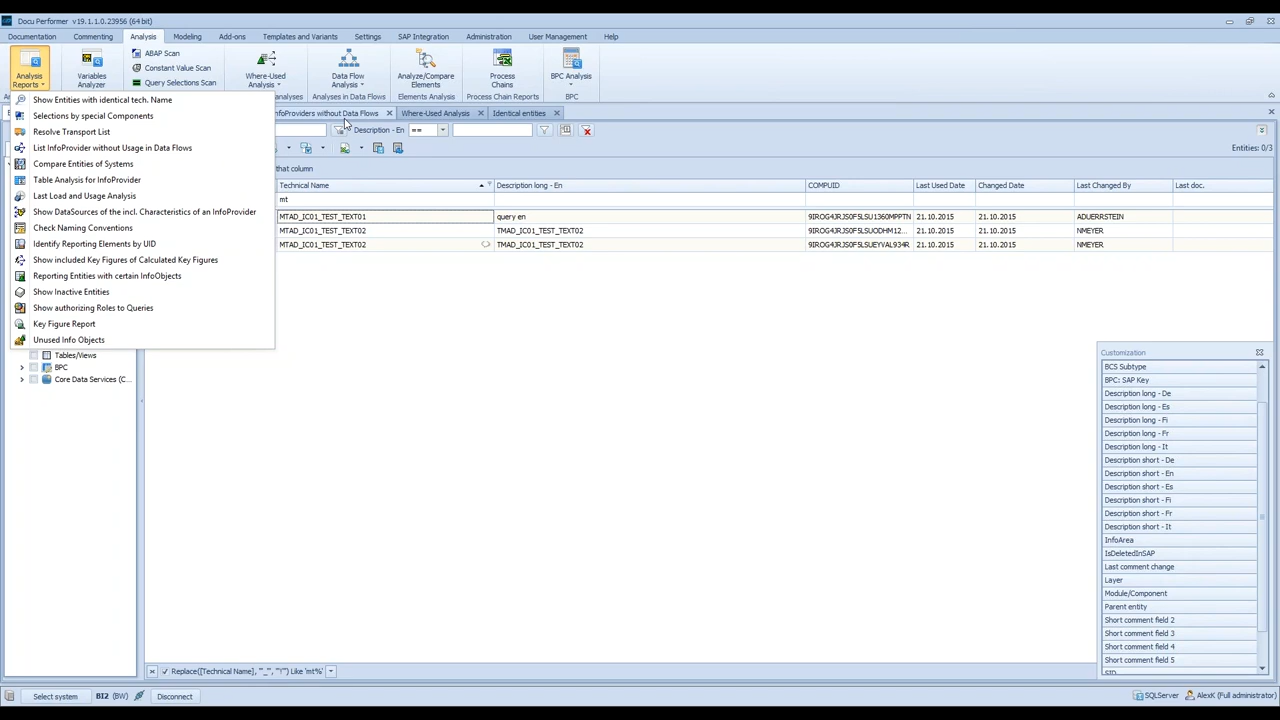 Docu Performer v19.1.1.0.23956 (64 bit)
Documentation Commenting Analysis Modeling Add-ons Templates and Variants Settings SAP Integration Administration User Management Help
Analysis Reports
Variables Analyzer
ABAP Scan
Constant Value Scan
Query Selections Scan
Where-Used Analysis
Data Flow Analysis
Analyze/Compare Elements
Process Chains
BPC Analysis
Analyses in Data Flows
Elements Analysis
Process Chain Reports
BPC
Show Entities with identical tech. Name
Selections by special Components
Resolve Transport List
List InfoProvider without Usage in Data Flows
Compare Entities of Systems
Table Analysis for InfoProvider
Last Load and Usage Analysis
Show DataSources of the incl. Characteristics of an InfoProvider
Check Naming Conventions
Identify Reporting Elements by UID
Show included Key Figures of Calculated Key Figures
Reporting Entities with certain InfoObjects
Show Inactive Entities
Show authorizing Roles to Queries
Key Figure Report
Unused Info Objects
Tables/Views
BPC
Core Data Services (C...
nfoProviders without Data Flows
Where-Used Analysis
Identical entities
Description - En ==
Entities: 0/3
that column
Technical Name Description long - En COMPUID Last Used Date Changed Date Last Changed By Last doc.
mt
MTAD_IC01_TEST_TEXT01 query en 9IROG4JRJS0F5LSU1360MPPTN 21.10.2015 21.10.2015 ADUERRSTEIN
MTAD_IC01_TEST_TEXT02 TMAD_IC01_TEST_TEXT02 9IROG4JRJS0F5LSUODHM12... 21.10.2015 21.10.2015 NMEYER
MTAD_IC01_TEST_TEXT02 TMAD_IC01_TEST_TEXT02 9IROG4JRJS0F5LSUEYVAL934R 21.10.2015 21.10.2015 NMEYER
Customization
BCS Subtype
BPC: SAP Key
Description long - De
Description long - Es
Description long - Fi
Description long - Fr
Description long - It
Description short - De
Description short - En
Description short - Es
Description short - Fi
Description short - Fr
Description short - It
InfoArea
IsDeletedInSAP
Last comment change
Layer
Module/Component
Parent entity
Short comment field 2
Short comment field 3
Short comment field 4
Short comment field 5
Replace([Technical Name], '"_"', '"!"') Like 'mt%'
Select system BI2 (BW) Disconnect
SQLServer AlexK (Full administrator)